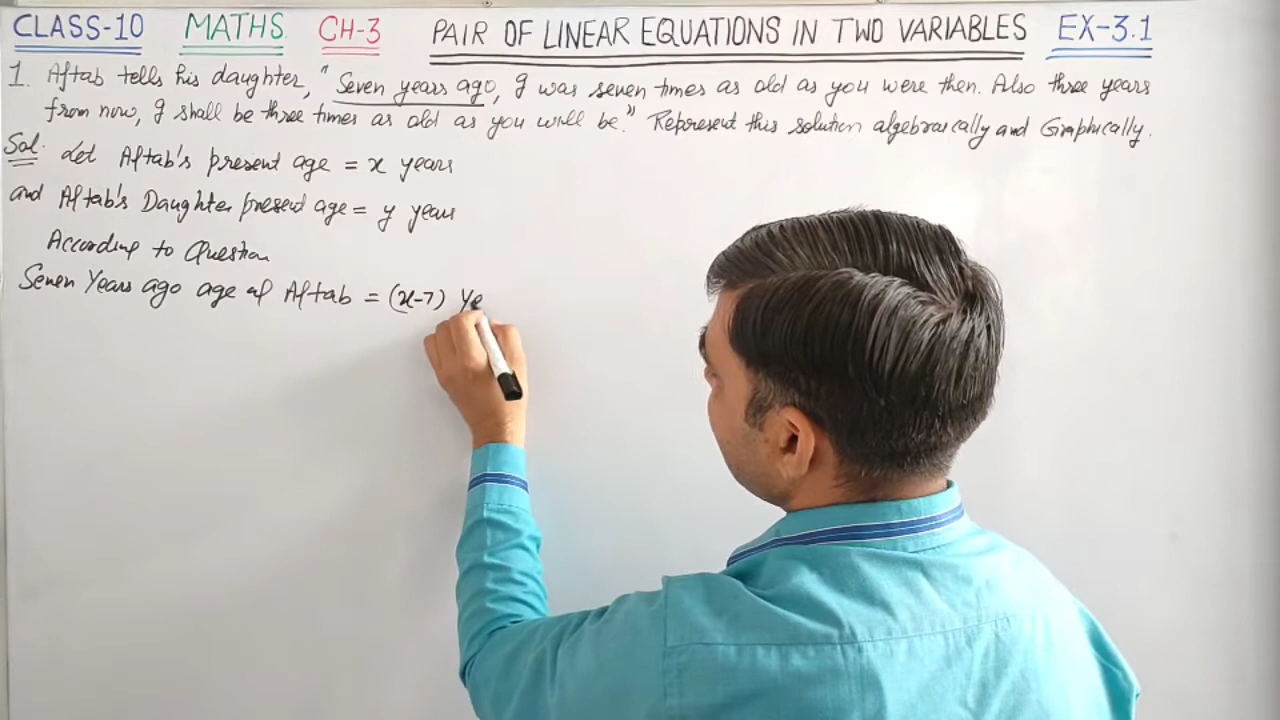 CLASS-10 MATHS CH-3 PAIR OF LINEAR EQUATIONS IN TWO VARIABLES EX-3.1
1. Aftab tells his daughter, "Seven years ago, I was seven times as old as you were then. Also three years
from now, I shall be three times as old as you will be." Represent this solution algebraically and Graphically.
Sol. Let Aftab's present age = x years
and Aftab's Daughter present age = y years
According to Question
Seven Years ago age of Aftab = (x-7) Ye